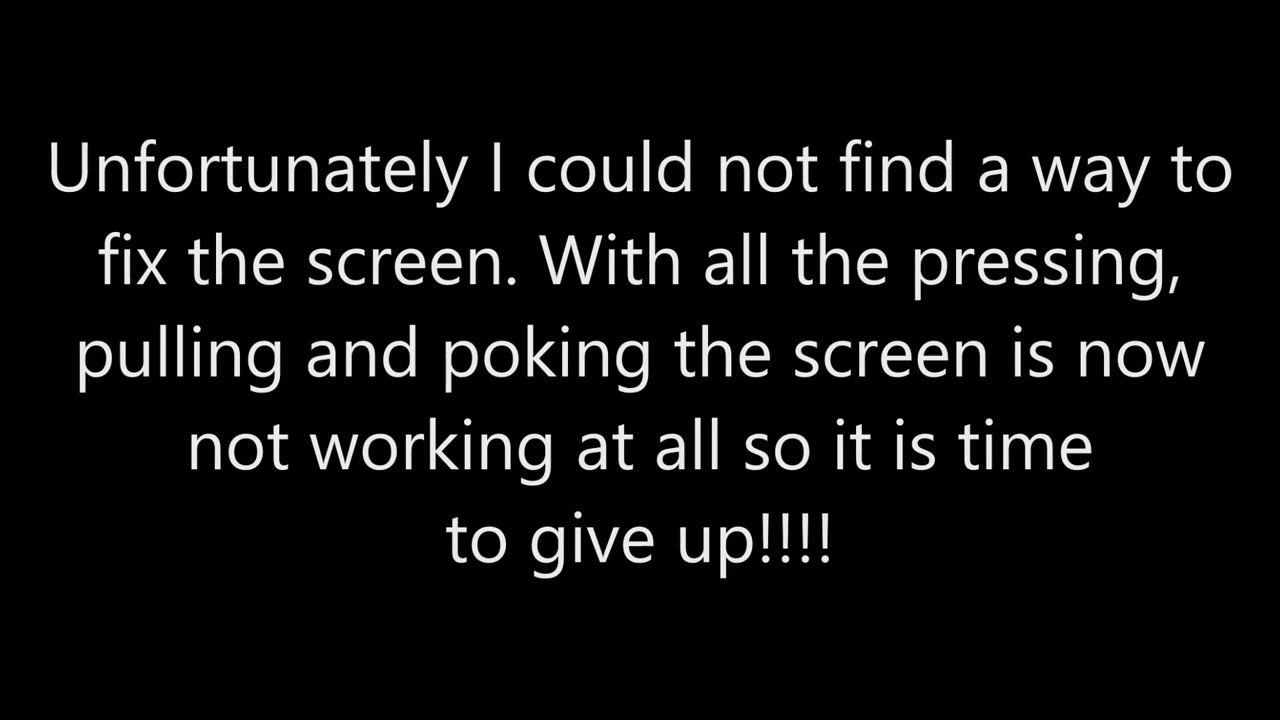 Unfortunately I could not find a way to
fix the screen. With all the pressing,
pulling and poking the screen is now
not working at all so it is time
to give up!!!!